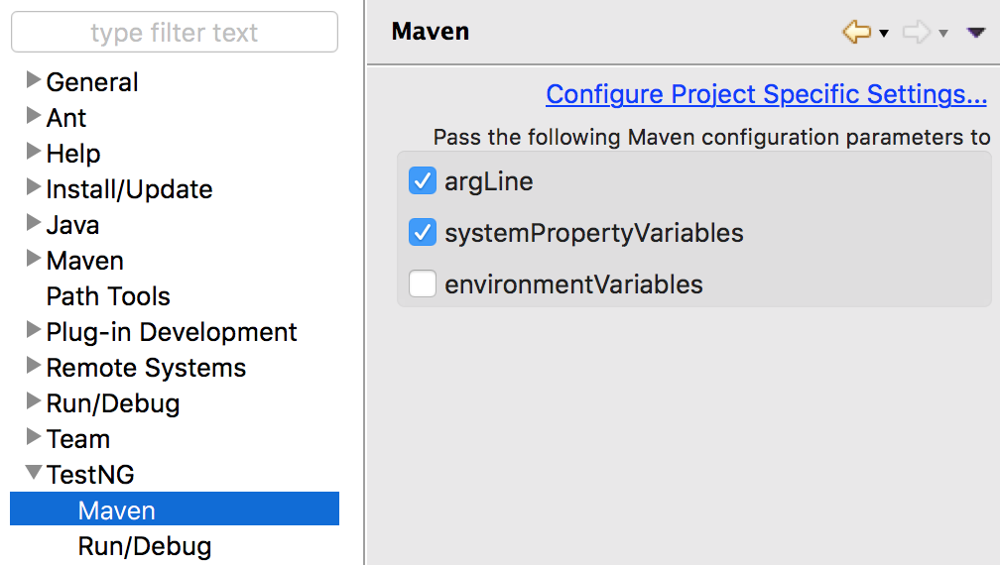 type filter text
General
Ant
Help
Install/Update
Java
Maven
Path Tools
Plug-in Development
Remote Systems
Run/Debug
Team
TestNG
Maven
Run/Debug
Maven
Configure Project Specific Settings...
Pass the following Maven configuration parameters to
argLine
systemPropertyVariables
environmentVariables